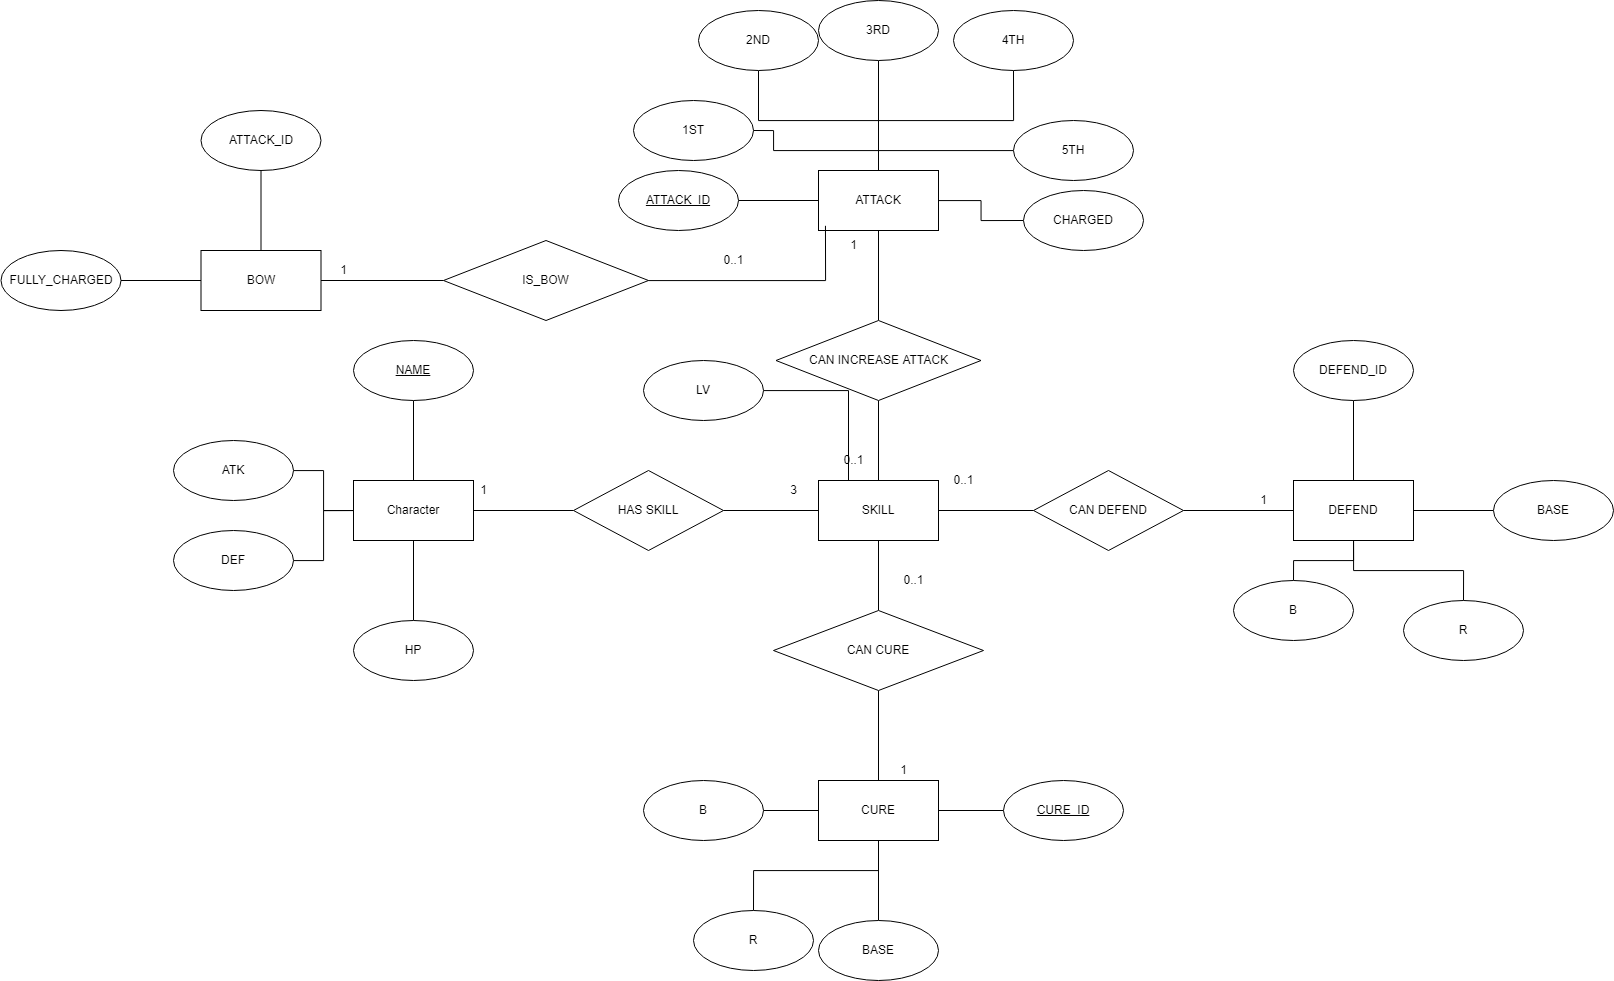 3RD
2ND
4TH
1ST
ATTACK_ID
5TH
ATTACK_ID
ATTACK
CHARGED
1
0..1
1
FULLY_CHARGED
BOW
IS_BOW
CAN INCREASE ATTACK
NAME
LV
DEFEND_ID
0..1
ATK
0..1
1
3
1
Character
HAS SKILL
SKILL
CAN DEFEND
DEFEND
BASE
DEF
0..1
B
R
HP
CAN CURE
1
B
CURE
CURE_ID
R
BASE